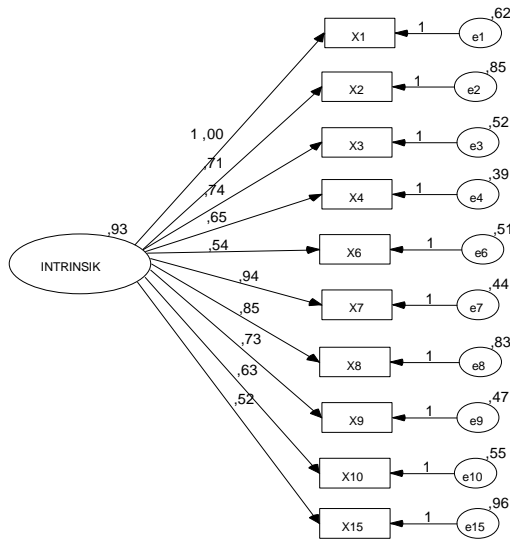 ,62
X1 1 e1
,85
X2 1 e2
,52
1 ,00
X3 1 e3
,71
,39
,74
X4 1 e4
,65
,93
,51
,54
X6 1 e6
INTRINSIK
,94
,44
X7 1 e7
,85
,83
,73
X8 1 e8
,63
,47
,52
X9 1 e9
,55
X10 1 e10
,96
X15 1 e15